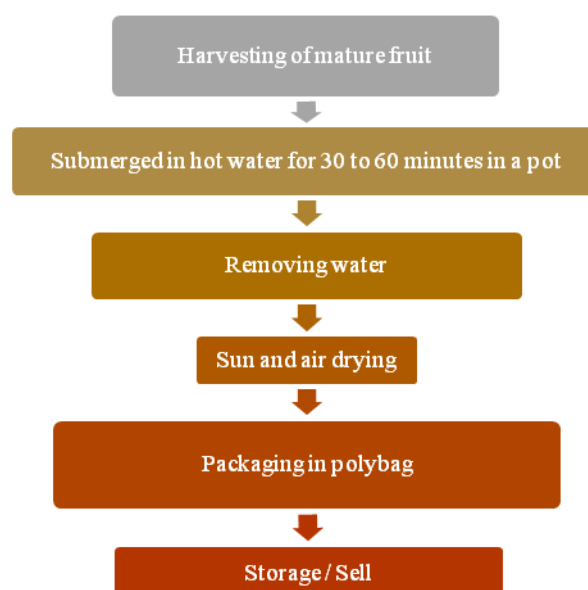 Harvesting of mature fruit
Submerged in hot water for 30 to 60 minutes in a pot
Removing water
Sun and air drying
Packaging in polybag
Storage / Sell